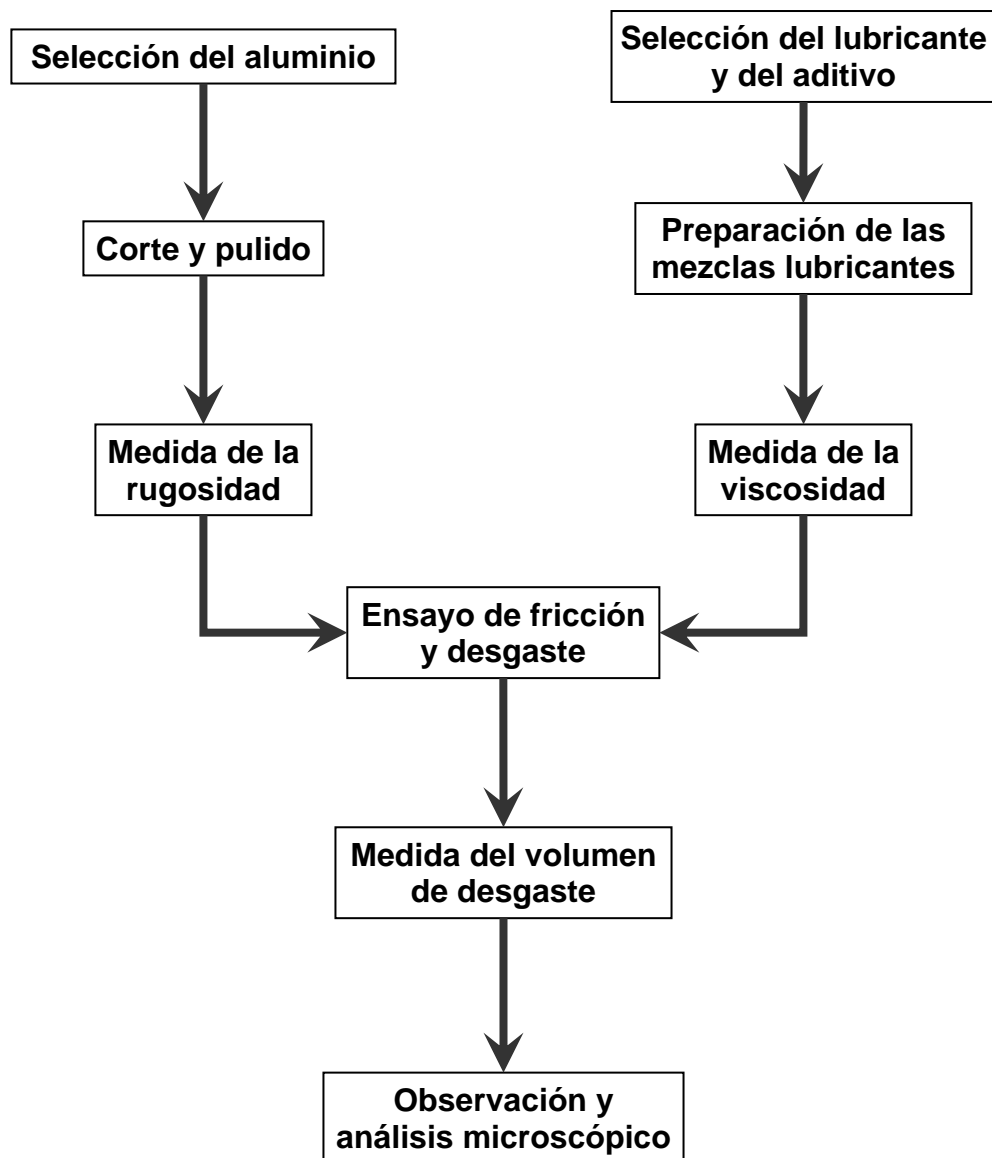 Selección del aluminio
Selección del lubricante
y del aditivo
Corte y pulido
Preparación de las
mezclas lubricantes
Medida de la
rugosidad
Medida de la
viscosidad
Ensayo de fricción
y desgaste
Medida del volumen
de desgaste
Observación y
análisis microscópico